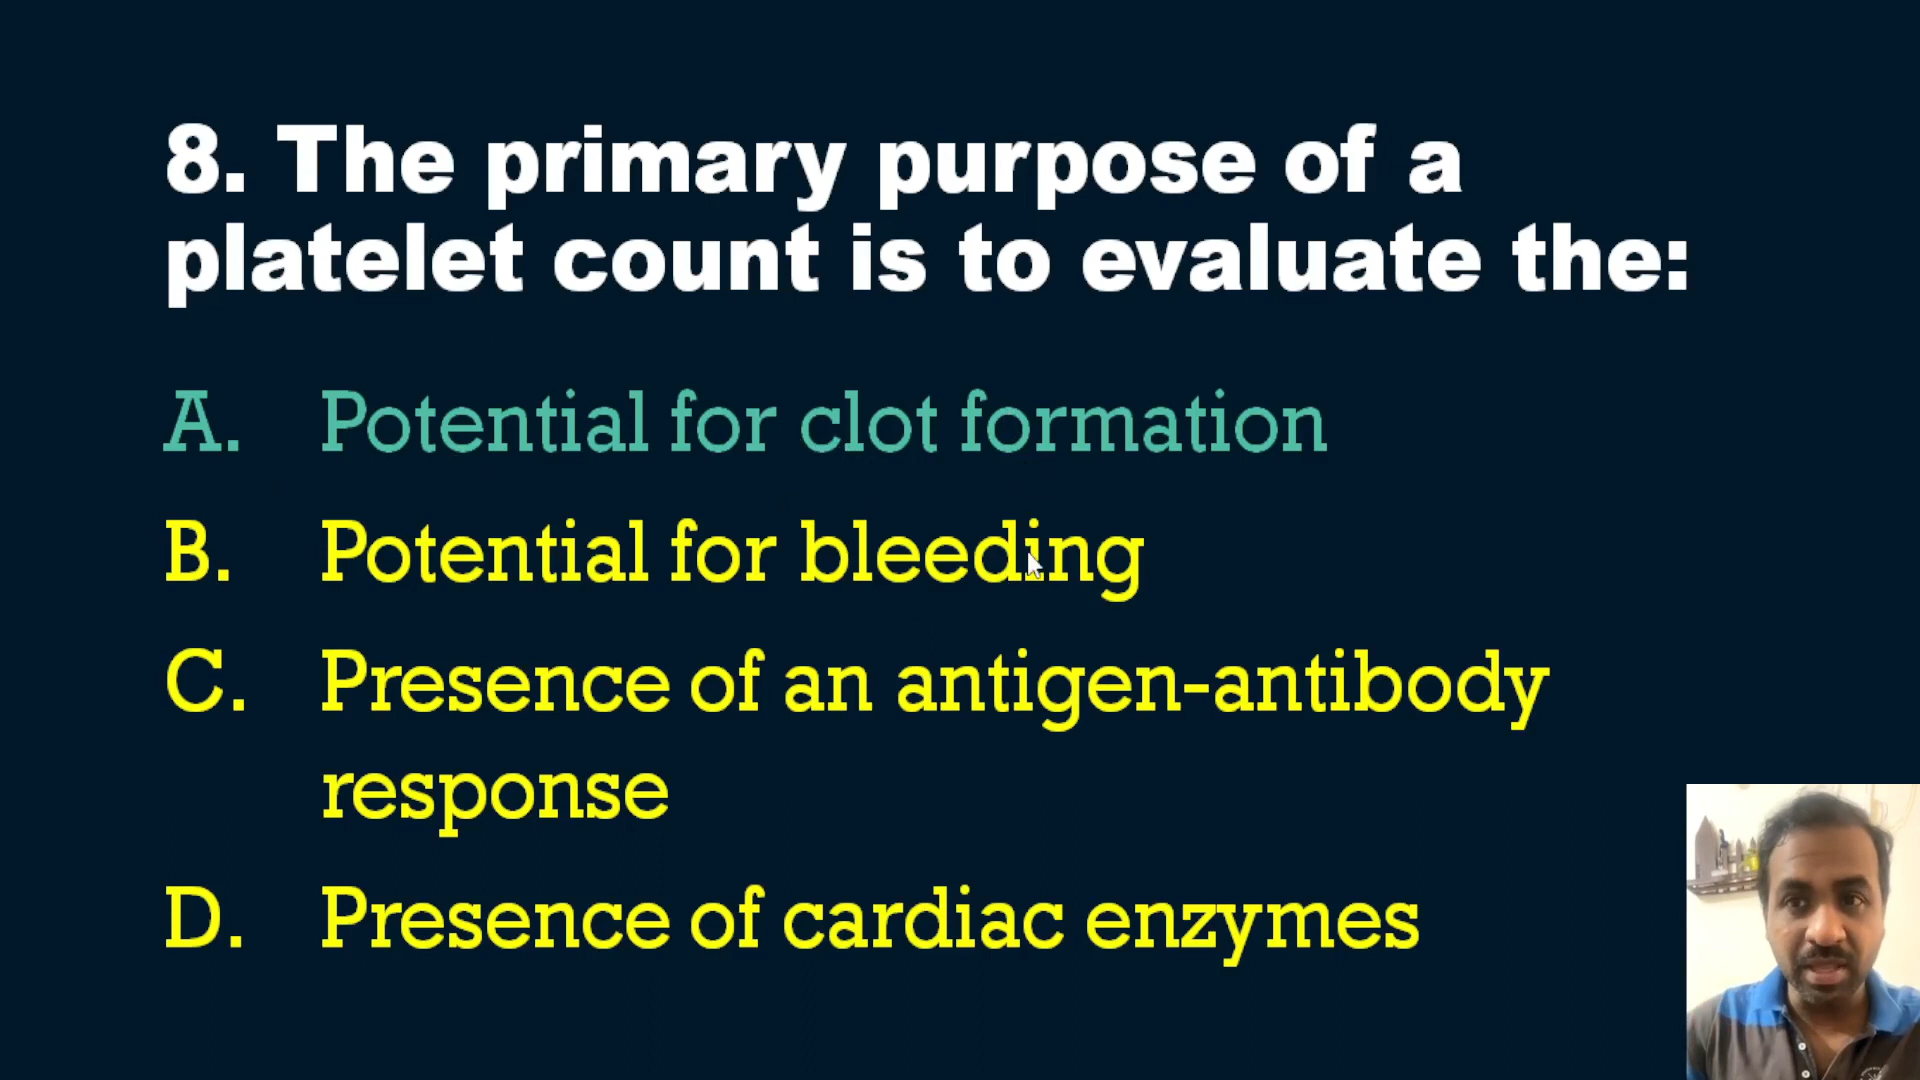 8. The primary purpose of a
platelet count is to evaluate the:
A. Potential for clot formation
B. Potential for bleeding
C. Presence of an antigen-antibody
response
D. Presence of cardiac enzymes